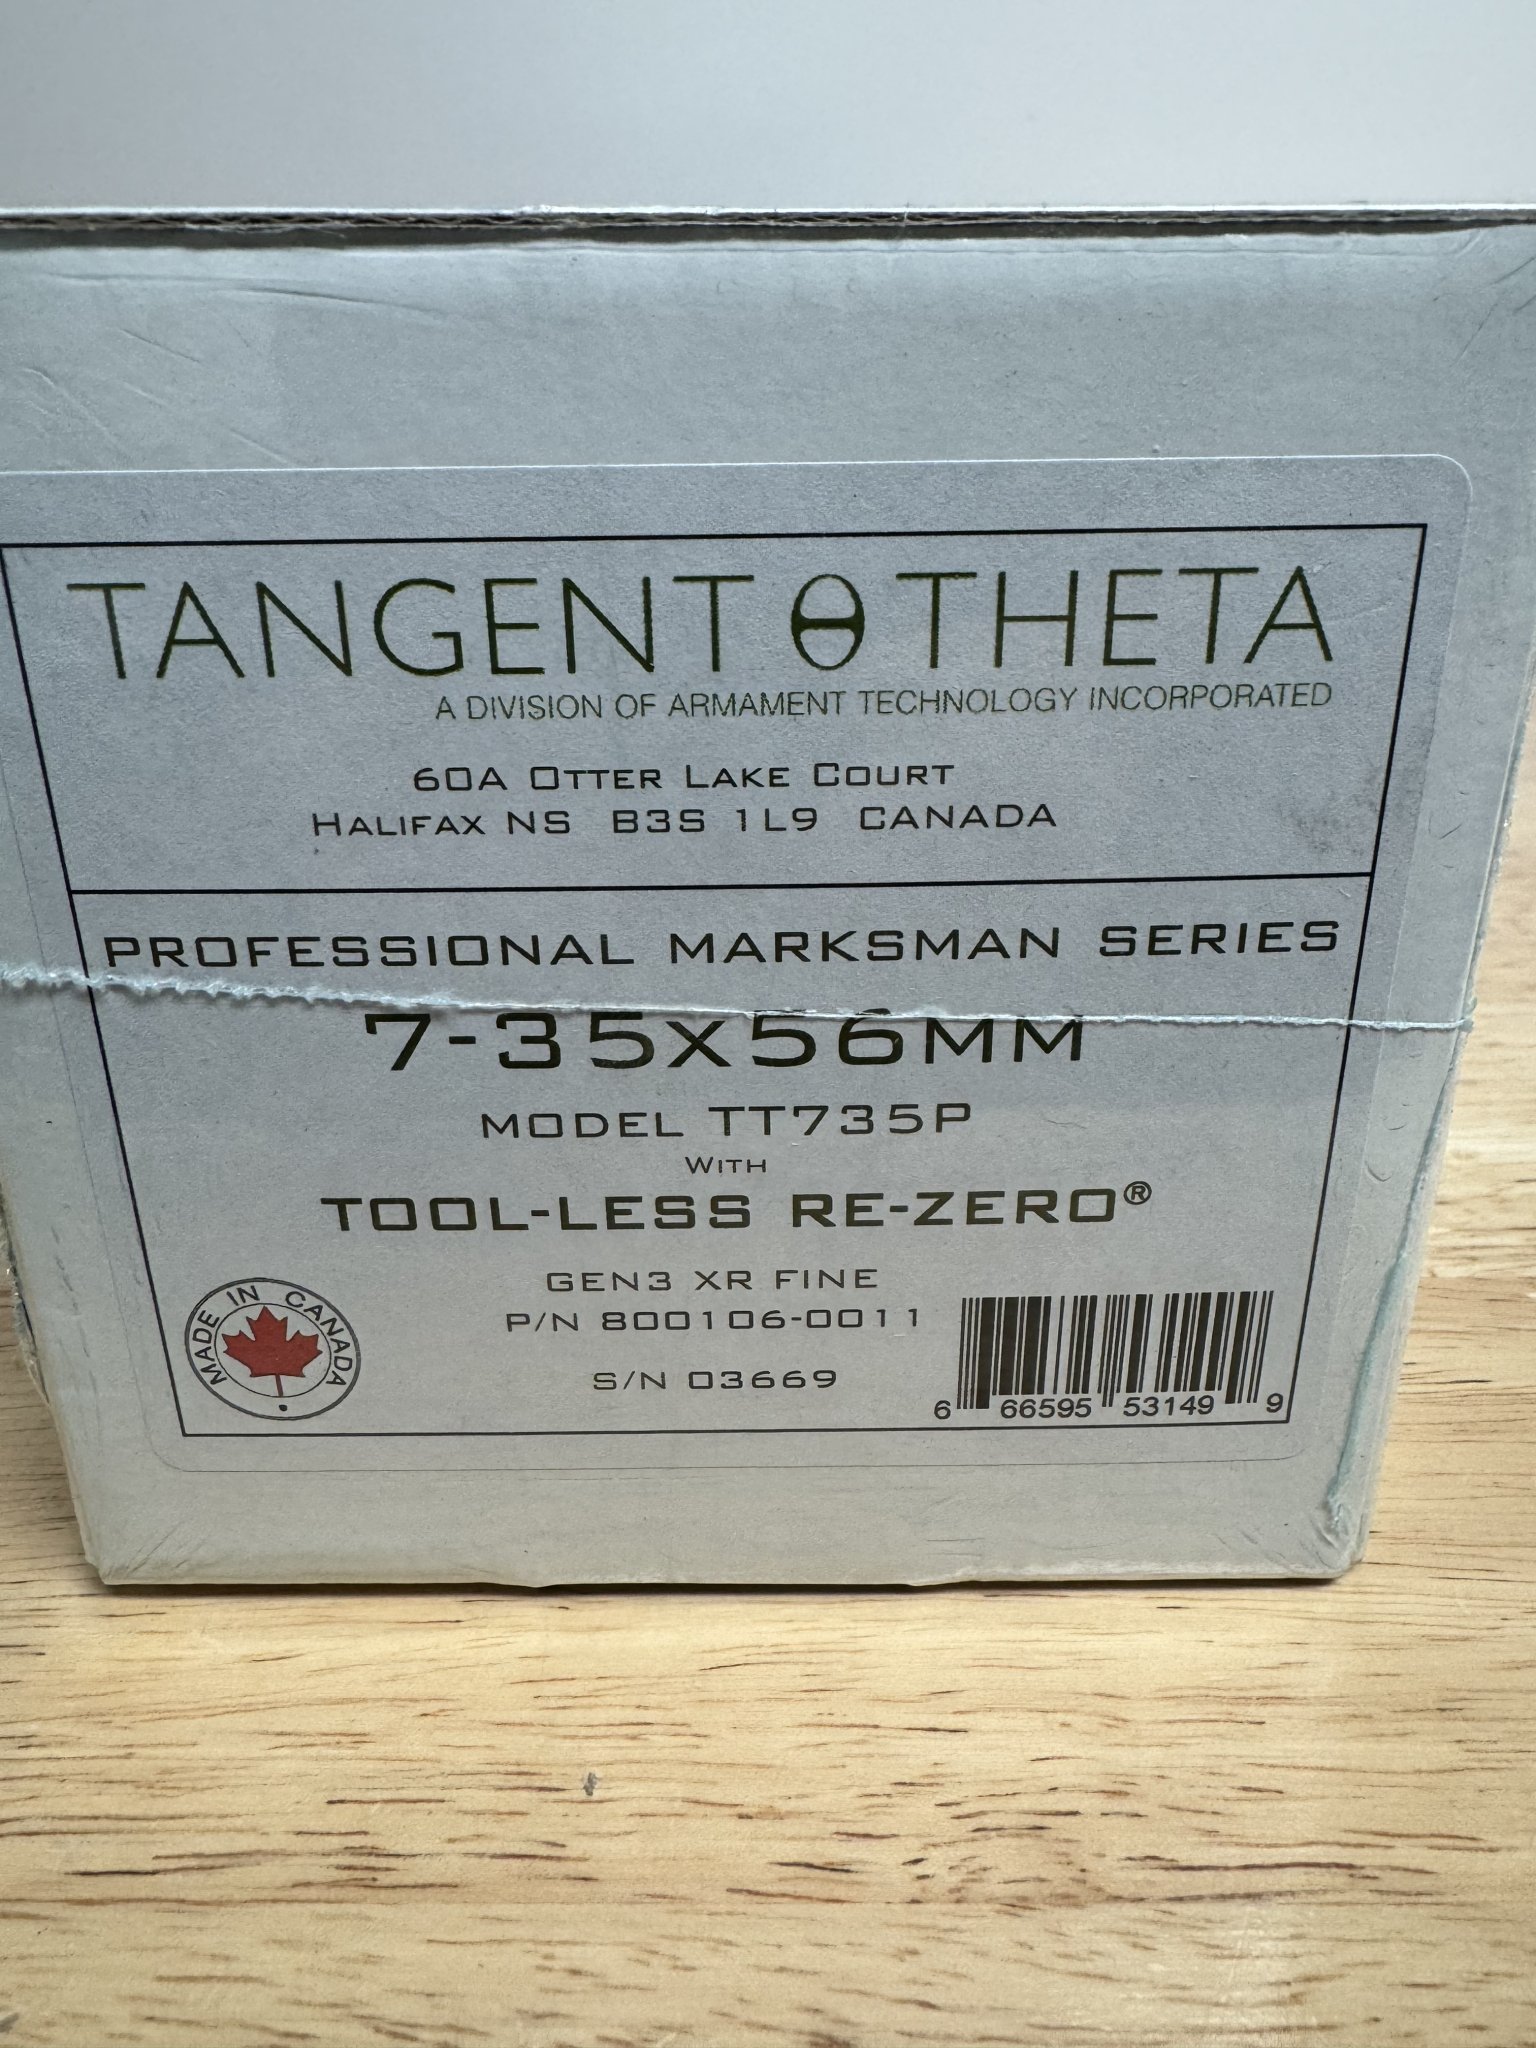 TANGENT θ THETA
A DIVISION OF ARMAMENT TECHNOLOGY INCORPORATED
60A OTTER LAKE COURT
HALIFAX NS B3S 1L9 CANADA
PROFESSIONAL MARKSMAN SERIES
7-35X56MM
MODEL TT735P
WITH
TOOL-LESS RE-ZERO®
GEN3 XR FINE
P/N 800106-0011
S/N 03669
MADE IN CANADA
6 66595 53149 9